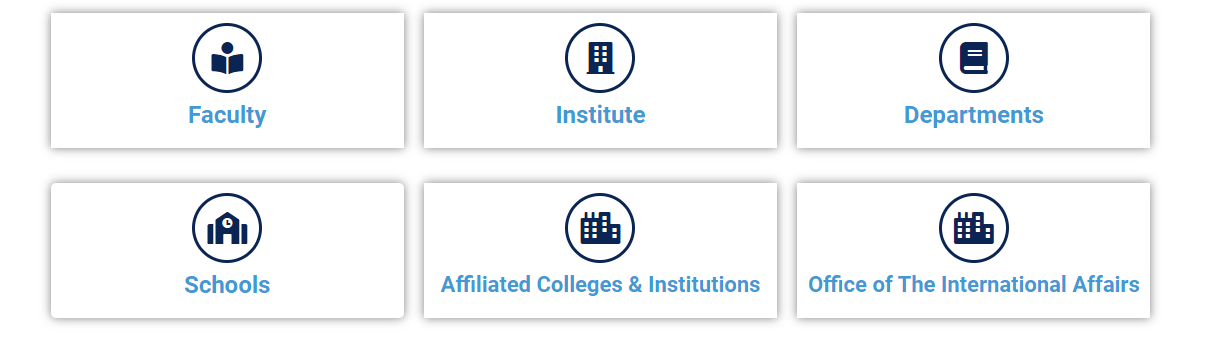 Faculty
Institute
Departments
Schools
Affiliated Colleges & Institutions
Office of The International Affairs